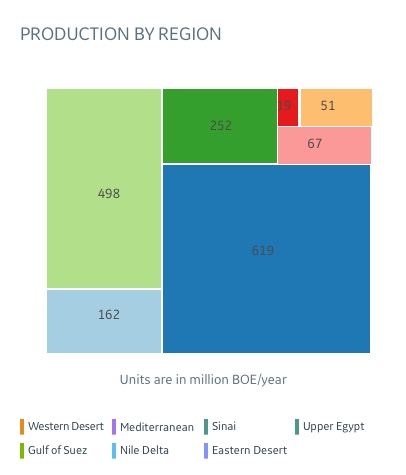 PRODUCTION BY REGION
252 19 51
67
498
619
162
Units are in million BOE/year
Western Desert Mediterranean Sinai Upper Egypt
Gulf of Suez Nile Delta Eastern Desert